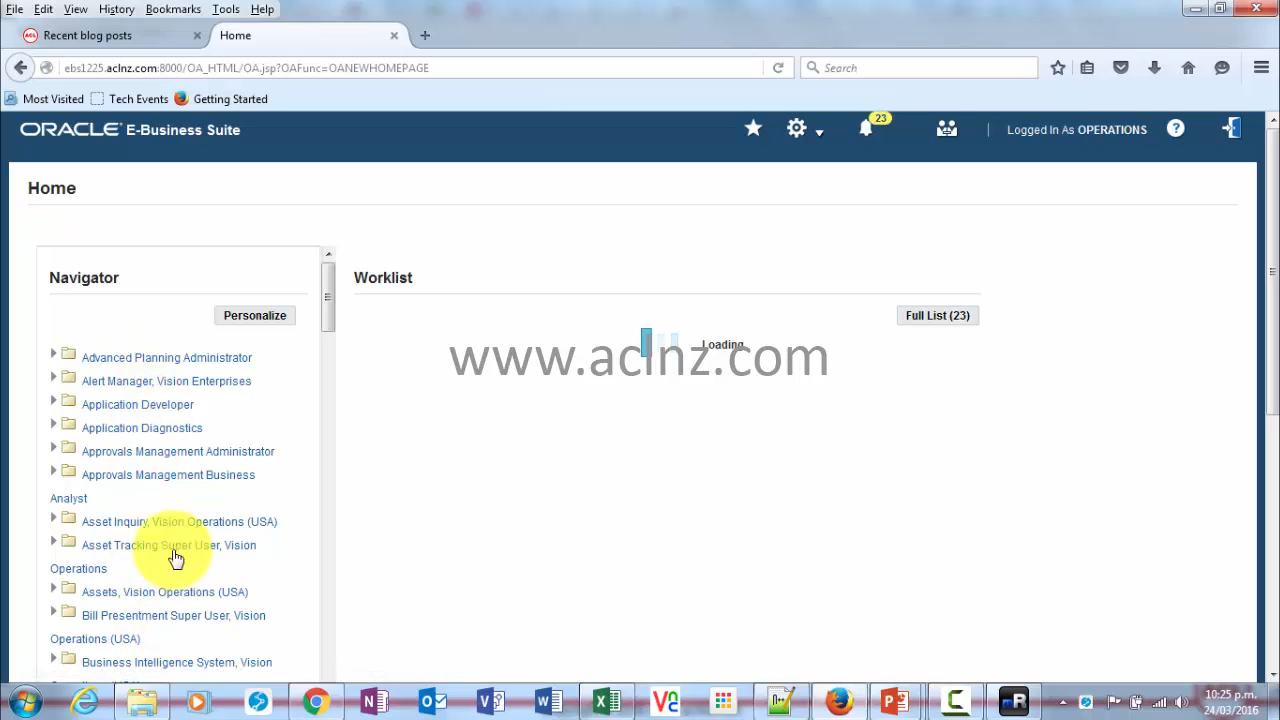 File Edit View History Bookmarks Tools Help
ACL Recent blog posts × Home × +
ebs1225.aclnz.com:8000/OA_HTML/OA.jsp?OAFunc=OANEWHOMEPAGE Search
Most Visited Tech Events Getting Started
ORACLE® E-Business Suite 23 Logged In As OPERATIONS ?
Home
Navigator
Personalize
Advanced Planning Administrator
Alert Manager, Vision Enterprises
Application Developer
Application Diagnostics
Approvals Management Administrator
Approvals Management Business
Analyst
Asset Inquiry, Vision Operations (USA)
Asset Tracking Super User, Vision
Operations
Assets, Vision Operations (USA)
Bill Presentment Super User, Vision
Operations (USA)
Business Intelligence System, Vision
Worklist
Full List (23)
Loading
www.aclnz.com
10:25 p.m.
24/03/2016